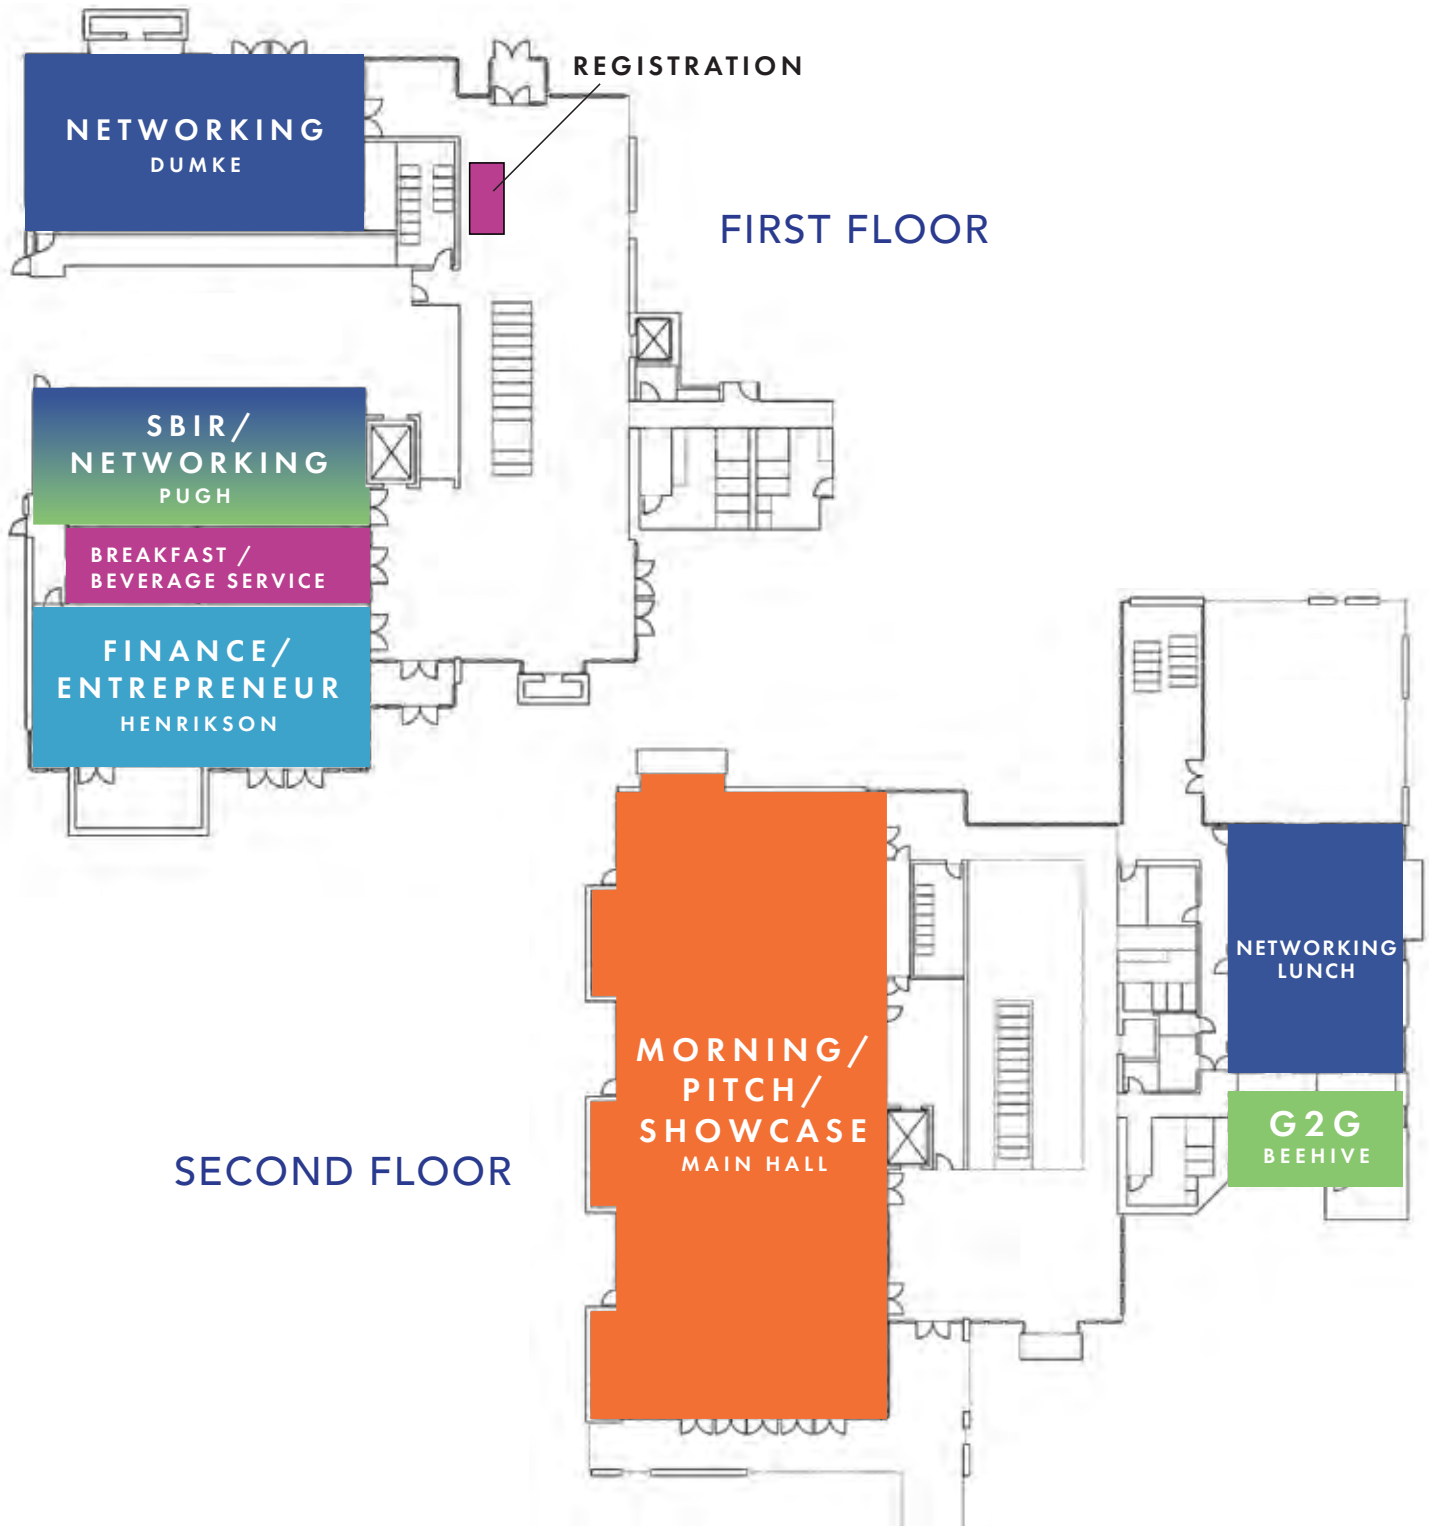 REGISTRATION
NETWORKING
DUMKE
FIRST FLOOR
SBIR/
NETWORKING
PUGH
BREAKFAST /
BEVERAGE SERVICE
FINANCE/
ENTREPRENEUR
HENRIKSON
NETWORKING
LUNCH
MORNING/
PITCH/
SHOWCASE
MAIN HALL
G2G
BEEHIVE
SECOND FLOOR